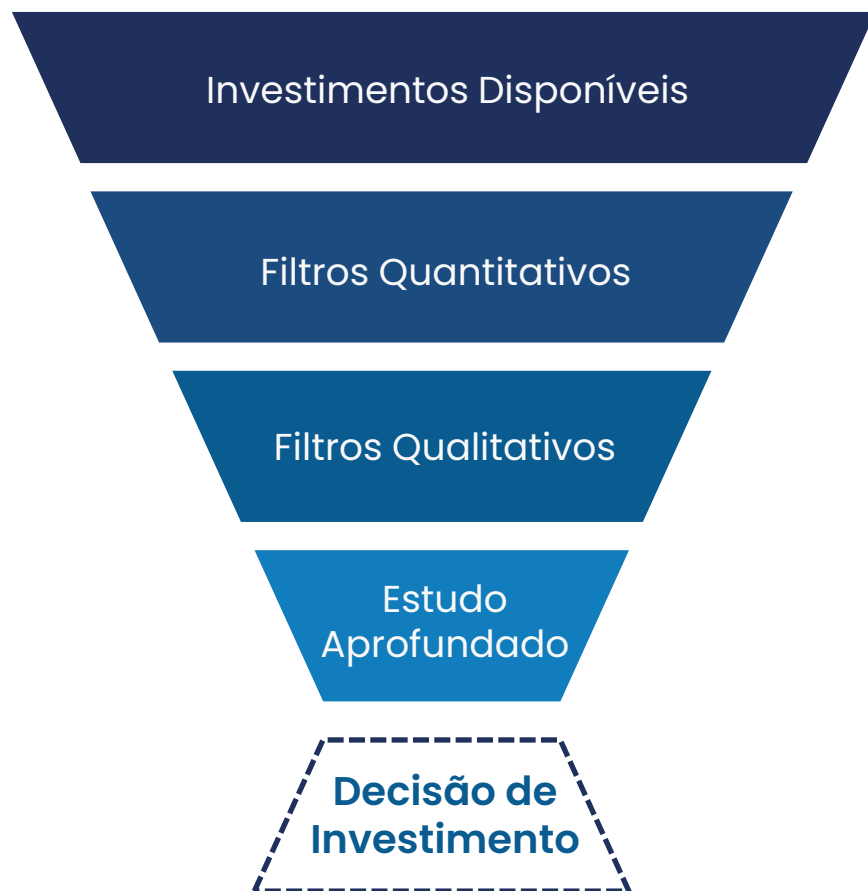 Investimentos Disponíveis
Filtros Quantitativos
Filtros Qualitativos
Estudo
Aprofundado
Decisão de
Investimento